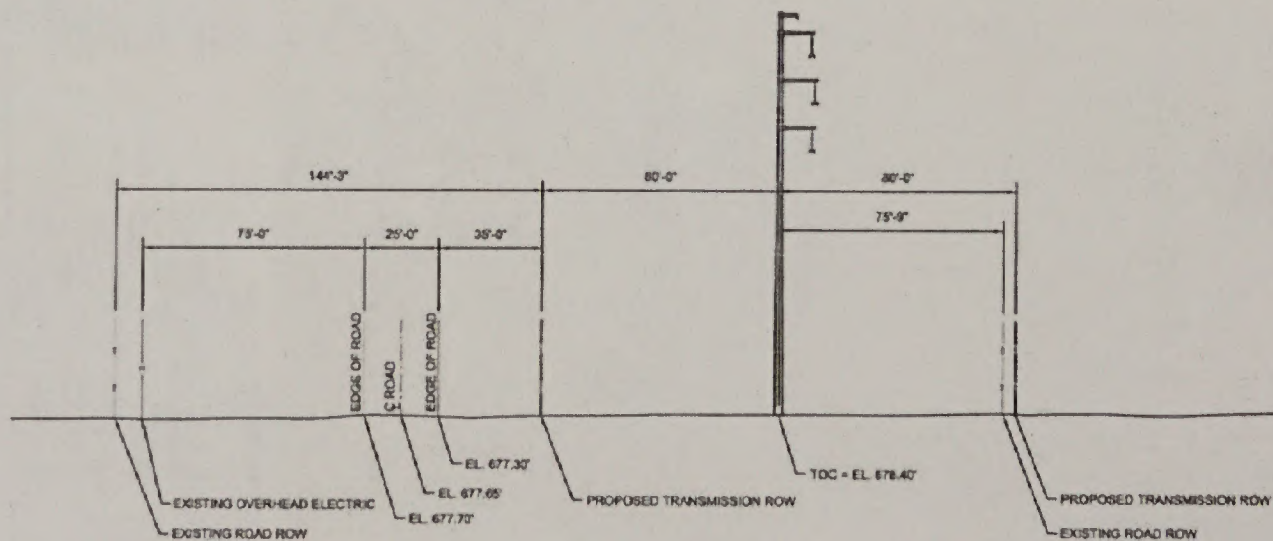 144'-3"
80'-0"
80'-0"
75'-9"
75'-0"
25'-0"
35'-0"
EDGE OF ROAD
C ROAD
EDGE OF ROAD
EL. 677.30'
TOC = EL. 678.40'
EXISTING OVERHEAD ELECTRIC
EL. 677.65'
PROPOSED TRANSMISSION ROW
PROPOSED TRANSMISSION ROW
EL. 677.70'
EXISTING ROAD ROW
EXISTING ROAD ROW